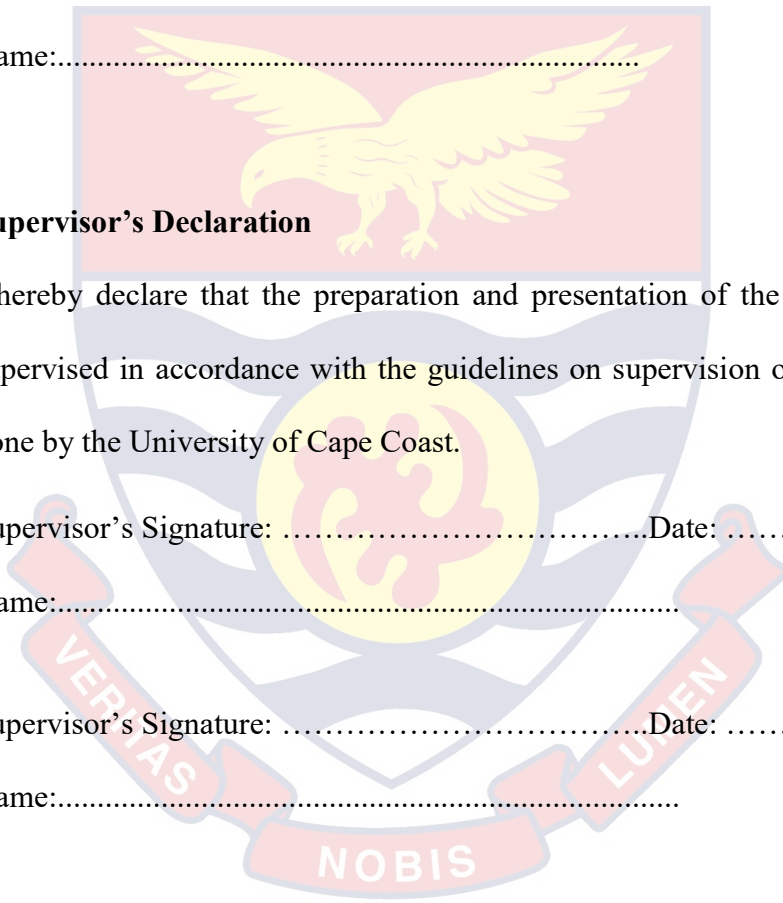 ame:.........................................................................
upervisor’s Declaration
hereby declare that the preparation and presentation of the
pervised in accordance with the guidelines on supervision o
one by the University of Cape Coast.
upervisor’s Signature: ……………………………..Date: ……
ame:..............................................................................
upervisor’s Signature: ……………………………..Date: ……
ame:..............................................................................
VERITAS
NOBIS
LUMEN